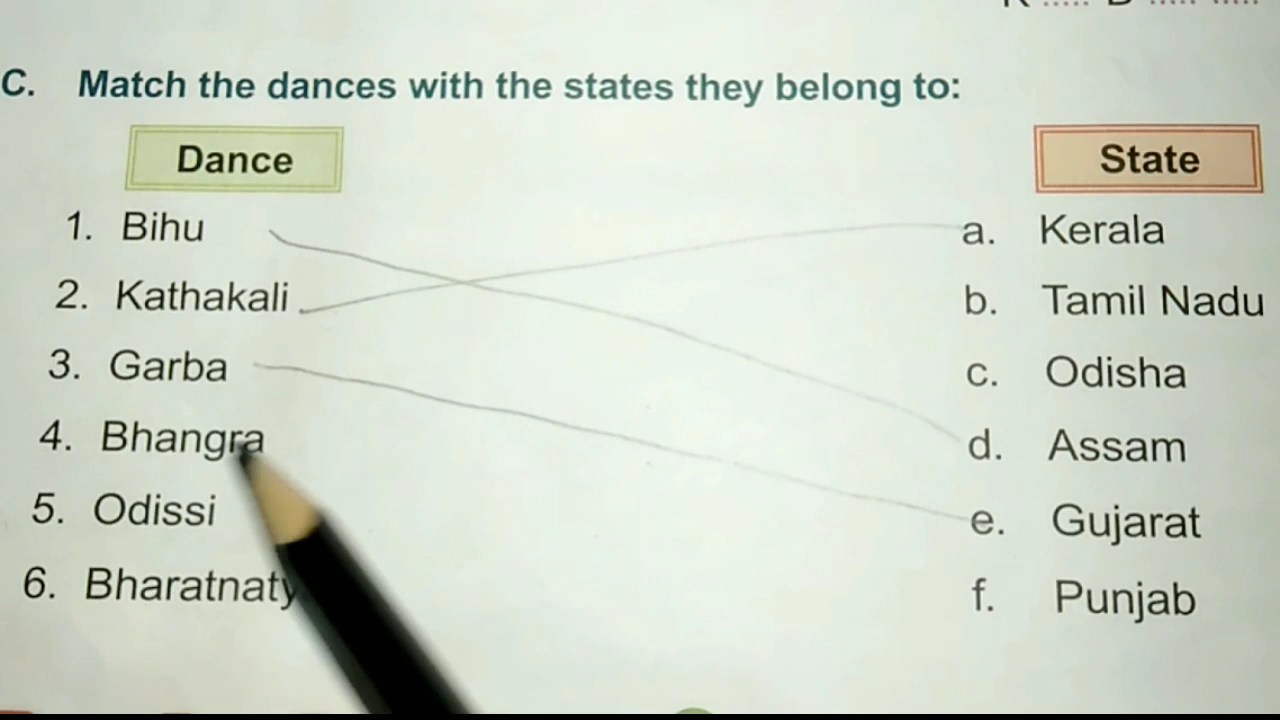 C. Match the dances with the states they belong to:
Dance State
1. Bihu a. Kerala
2. Kathakali b. Tamil Nadu
3. Garba c. Odisha
4. Bhangra d. Assam
5. Odissi e. Gujarat
6. f. Punjab